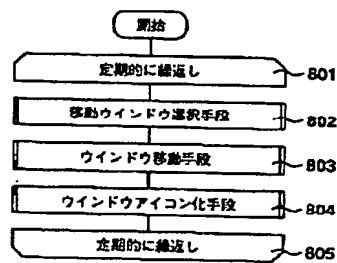 開始
定期的に繰返し 801
移動ウインドウ選択手段 802
ウインドウ移動手段 803
ウインドウアイコン化手段 804
定期的に繰返し 805